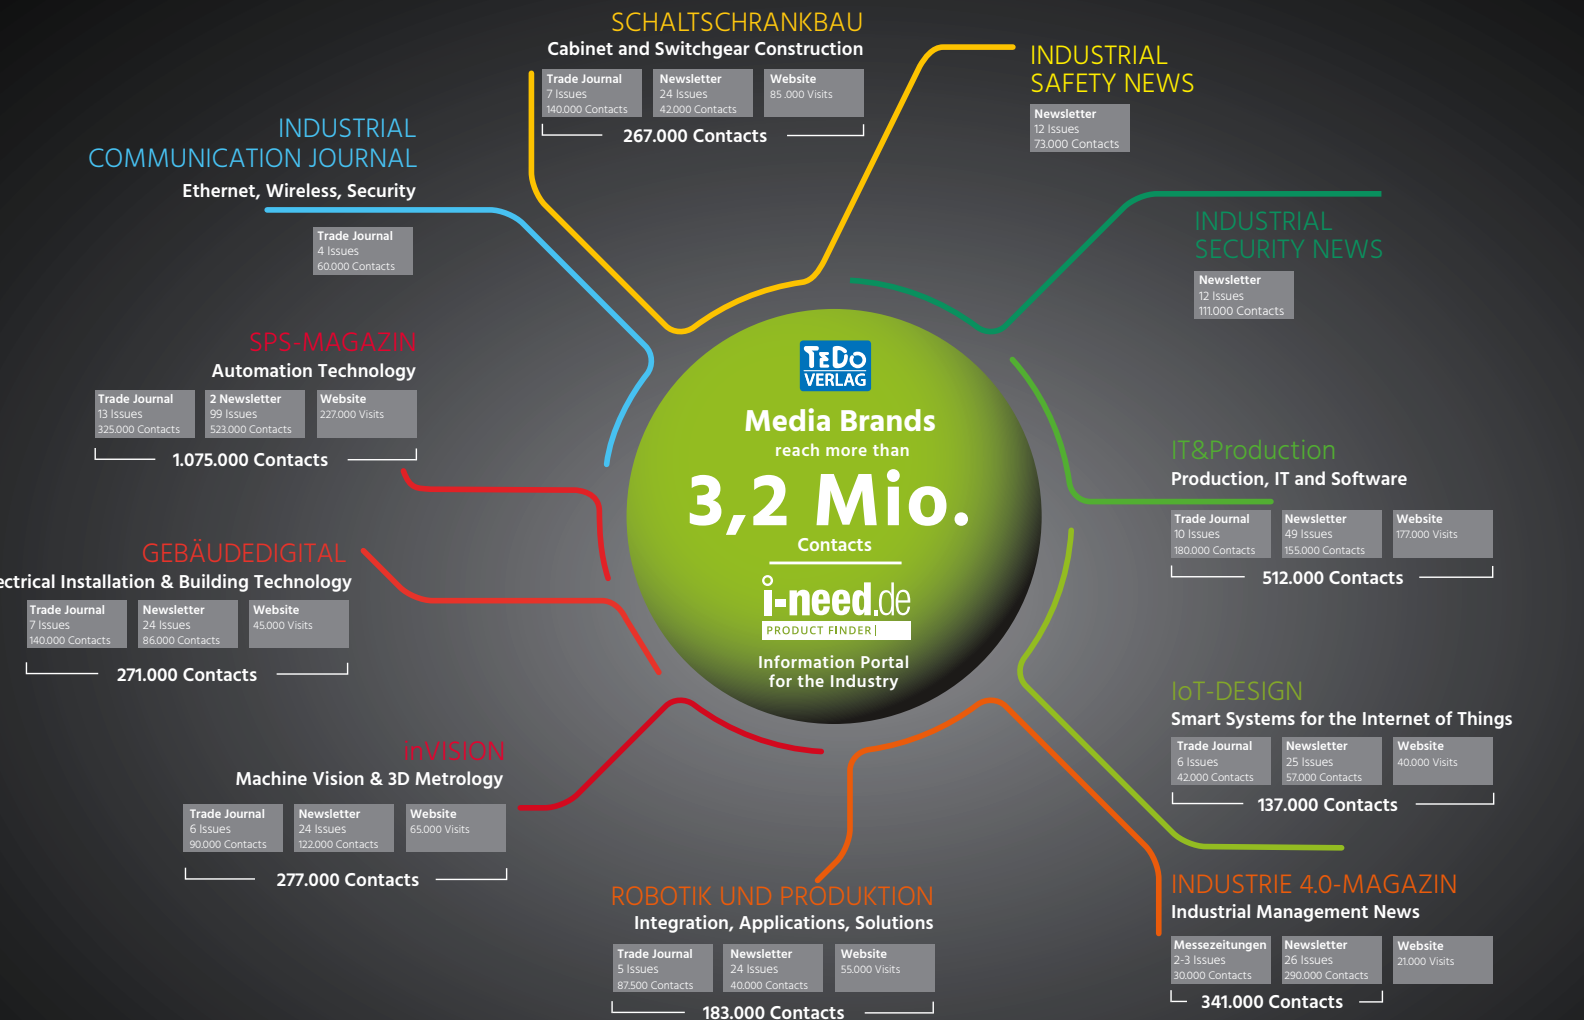 SCHALTSCHRANKBAU
Cabinet and Switchgear Construction
Trade Journal
7 Issues
140.000 Contacts
Newsletter
24 Issues
42.000 Contacts
Website
85 .000 Visits
267.000 Contacts
INDUSTRIAL
SAFETY NEWS
Newsletter
12 Issues
73.000 Contacts
INDUSTRIAL
COMMUNICATION JOURNAL
Ethernet, Wireless, Security
Trade Journal
4 Issues
60.000 Contacts
INDUSTRIAL
SECURITY NEWS
Newsletter
12 Issues
111.000 Contacts
SPS-MAGAZIN
Automation Technology
Trade Journal
13 Issues
325.000 Contacts
2 Newsletter
99 Issues
523.000 Contacts
Website
227.000 Visits
1.075.000 Contacts
TeDo
VERLAG
Media Brands
reach more than
3,2 Mio.
Contacts
i-need.de
PRODUCT FINDER
Information Portal
for the Industry
IT&Production
Production, IT and Software
Trade Journal
10 Issues
180.000 Contacts
Newsletter
49 Issues
155.000 Contacts
Website
177.000 Visits
512.000 Contacts
GEBÄUDEDIGITAL
ectrical Installation & Building Technology
Trade Journal
7 Issues
140.000 Contacts
Newsletter
24 Issues
86.000 Contacts
Website
45.000 Visits
271.000 Contacts
IoT-DESIGN
Smart Systems for the Internet of Things
Trade Journal
6 Issues
42.000 Contacts
Newsletter
25 Issues
57.000 Contacts
Website
40.000 Visits
137.000 Contacts
inVISION
Machine Vision & 3D Metrology
Trade Journal
6 Issues
90.000 Contacts
Newsletter
24 Issues
122.000 Contacts
Website
65.000 Visits
277.000 Contacts
ROBOTIK UND PRODUKTION
Integration, Applications, Solutions
Trade Journal
5 Issues
87.500 Contacts
Newsletter
24 Issues
40.000 Contacts
Website
55.000 Visits
183.000 Contacts
INDUSTRIE 4.0-MAGAZIN
Industrial Management News
Messezeitungen
2-3 Issues
30.000 Contacts
Newsletter
26 Issues
290.000 Contacts
Website
21.000 Visits
341.000 Contacts